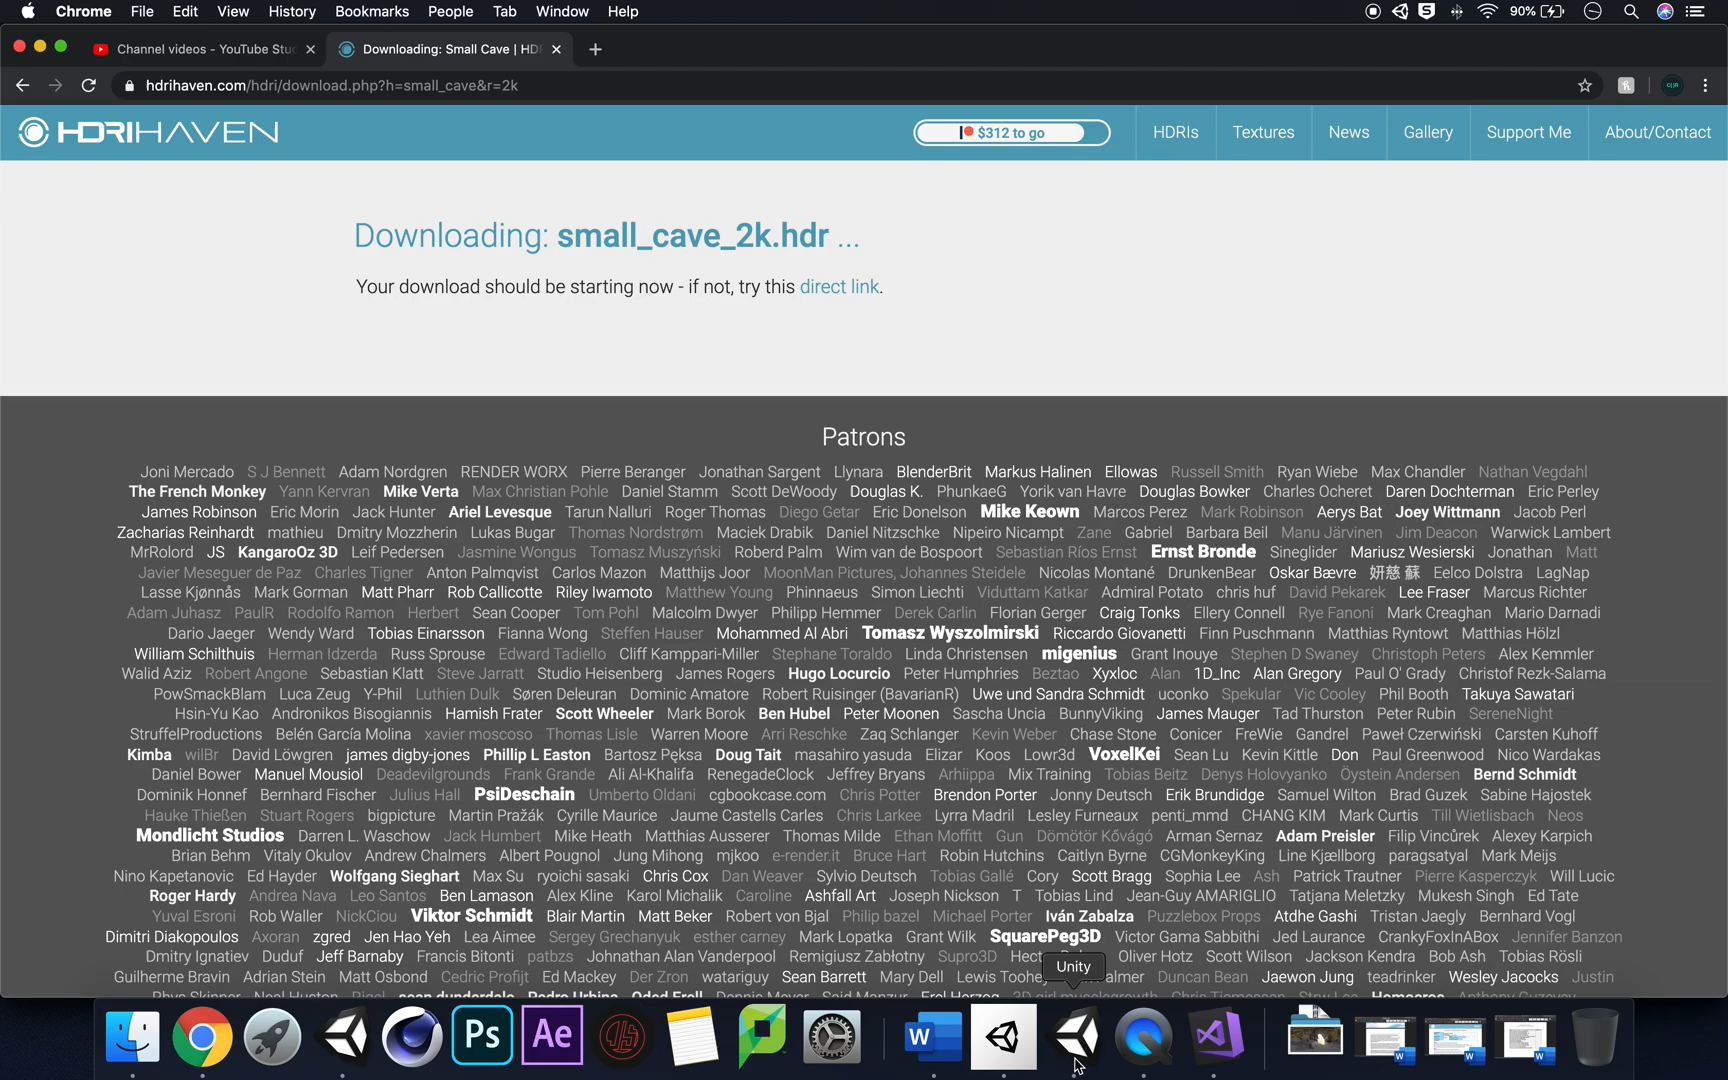 Chrome File Edit View History Bookmarks People Tab Window Help 90%
Channel videos - YouTube Stu Downloading: Small Cave | HDR
hdrihaven.com/hdri/download.php?h=small_cave&r=2k
HDRIHAVEN $312 to go HDRIs Textures News Gallery Support Me About/Contact
Downloading: small_cave_2k.hdr ...
Your download should be starting now - if not, try this direct link.
Patrons
Joni Mercado S J Bennett Adam Nordgren RENDER WORX Pierre Beranger Jonathan Sargent Llynara BlenderBrit Markus Halinen Ellowas Russell Smith Ryan Wiebe Max Chandler Nathan Vegdahl
The French Monkey Yann Kervran Mike Verta Max Christian Pohle Daniel Stamm Scott DeWoody Douglas K. PhunkaeG Yorik van Havre Douglas Bowker Charles Ocheret Daren Dochterman Eric Perley
James Robinson Eric Morin Jack Hunter Ariel Levesque Tarun Nalluri Roger Thomas Diego Getar Eric Donelson Mike Keown Marcos Perez Mark Robinson Aerys Bat Joey Wittmann Jacob Perl
Zacharias Reinhardt mathieu Dmitry Mozzherin Lukas Bugar Thomas Nordstrøm Maciek Drabik Daniel Nitzschke Nipeiro Nicampt Zane Gabriel Barbara Beil Manu Järvinen Jim Deacon Warwick Lambert
MrRolord JS KangaroOz 3D Leif Pedersen Jasmine Wongus Tomasz Muszyński Roberd Palm Wim van de Bospoort Sebastian Ríos Ernst Bronde Sineglider Mariusz Wesierski Jonathan Matt
Javier Meseguer de Paz Charles Tigner Anton Palmqvist Carlos Mazon Matthijs Joor MoonMan Pictures, Johannes Steidele Nicolas Montané DrunkenBear Oskar Bævre 妍慈 蘇 Eelco Dolstra LagNap
Lasse Kjønnås Mark Gorman Matt Pharr Rob Callicotte Riley Iwamoto Matthew Young Phinnaeus Simon Liechti Viduttam Katkar Admiral Potato chris huf David Pekarek Lee Fraser Marcus Richter
Adam Juhasz PaulR Rodolfo Ramon Herbert Sean Cooper Tom Pohl Malcolm Dwyer Philipp Hemmer Derek Carlin Florian Gerger Craig Tonks Ellery Connell Rye Fanoni Mark Creaghan Mario Darnadi
Dario Jaeger Wendy Ward Tobias Einarsson Fianna Wong Steffen Hauser Mohammed Al Abri Tomasz Wyszolmirski Riccardo Giovanetti Finn Puschmann Matthias Ryntowt Matthias Hölzl
William Schilthuis Herman Idzerda Russ Sprouse Edward Tadiello Cliff Kamppari-Miller Stephane Toraldo Linda Christensen migenius Grant Inouye Stephen D Swaney Christoph Peters Alex Kemmler
Walid Aziz Robert Angone Sebastian Klatt Steve Jarratt Studio Heisenberg James Rogers Hugo Locurcio Peter Humphries Beztao Xyxloc Alan 1D_Inc Alan Gregory Paul O' Grady Christof Rezk-Salama
PowSmackBlam Luca Zeug Y-Phil Luthien Dulk Søren Deleuran Dominic Amatore Robert Ruisinger (BavarianR) Uwe und Sandra Schmidt uconko Spekular Vic Cooley Phil Booth Takuya Sawatari
Hsin-Yu Kao Andronikos Bisogiannis Hamish Frater Scott Wheeler Mark Borok Ben Hubel Peter Moonen Sascha Uncia BunnyViking James Mauger Tad Thurston Peter Rubin SereneNight
StruffelProductions Belén García Molina xavier moscoso Thomas Lisle Warren Moore Arri Reschke Zaq Schlanger Kevin Weber Chase Stone Conicer FreWie Gandrel Paweł Czerwiński Carsten Kuhoff
Kimba wilBr David Löwgren james digby-jones Phillip L Easton Bartosz Pęksa Doug Tait masahiro yasuda Elizar Koos Lowr3d VoxelKei Sean Lu Kevin Kittle Don Paul Greenwood Nico Wardakas
Daniel Bower Manuel Mousiol Deadevilgrounds Frank Grande Ali Al-Khalifa RenegadeClock Jeffrey Bryans Arhiippa Mix Training Tobias Beitz Denys Holovyanko Öystein Andersen Bernd Schmidt
Dominik Honnef Bernhard Fischer Julius Hall PsiDeschain Umberto Oldani cgbookcase.com Chris Potter Brendon Porter Jonny Deutsch Erik Brundidge Samuel Wilton Brad Guzek Sabine Hajostek
Hauke Thießen Stuart Rogers bigpicture Martin Pražák Cyrille Maurice Jaume Castells Carles Chris Larkee Lyrra Madril Lesley Furneaux penti_mmd CHANG KIM Mark Curtis Till Wietlisbach Neos
Mondlicht Studios Darren L. Waschow Jack Humbert Mike Heath Matthias Ausserer Thomas Milde Ethan Moffitt Gun Dömötör Kővágó Arman Sernaz Adam Preisler Filip Vincůrek Alexey Karpich
Brian Behm Vitaly Okulov Andrew Chalmers Albert Pougnol Jung Mihong mjkoo e-render.it Bruce Hart Robin Hutchins Caitlyn Byrne CGMonkeyKing Line Kjællborg paragsatyal Mark Meijs
Nino Kapetanovic Ed Hayder Wolfgang Sieghart Max Su ryoichi sasaki Chris Cox Dan Weaver Sylvio Deutsch Tobias Gallé Cory Scott Bragg Sophia Lee Ash Patrick Trautner Pierre Kasperczyk Will Lucic
Roger Hardy Andrea Nava Leo Santos Ben Lamason Alex Kline Karol Michalik Caroline Ashfall Art Joseph Nickson T Tobias Lind Jean-Guy AMARIGLIO Tatjana Meletzky Mukesh Singh Ed Tate
Yuval Esroni Rob Waller NickCiou Viktor Schmidt Blair Martin Matt Beker Robert von Bjal Philip bazel Michael Porter Iván Zabalza Puzzlebox Props Atdhe Gashi Tristan Jaegly Bernhard Vogl
Dimitri Diakopoulos Axoran zgred Jen Hao Yeh Lea Aimee Sergey Grechanyuk esther carney Mark Lopatka Grant Wilk SquarePeg3D Victor Gama Sabbithi Jed Laurance CrankyFoxInABox Jennifer Banzon
Dmitry Ignatiev Duduf Jeff Barnaby Francis Bitonti patbzs Johnathan Alan Vanderpool Remigiusz Zabłotny Supro3D Oliver Hotz Scott Wilson Jackson Kendra Bob Ash Tobias Rösli
Guilherme Bravin Adrian Stein Matt Osbond Cedric Profijt Ed Mackey Der Zron watariguy Sean Barrett Mary Dell Lewis Duncan Bean Jaewon Jung teadrinker Wesley Jacocks Justin
Unity
Ps Ae W